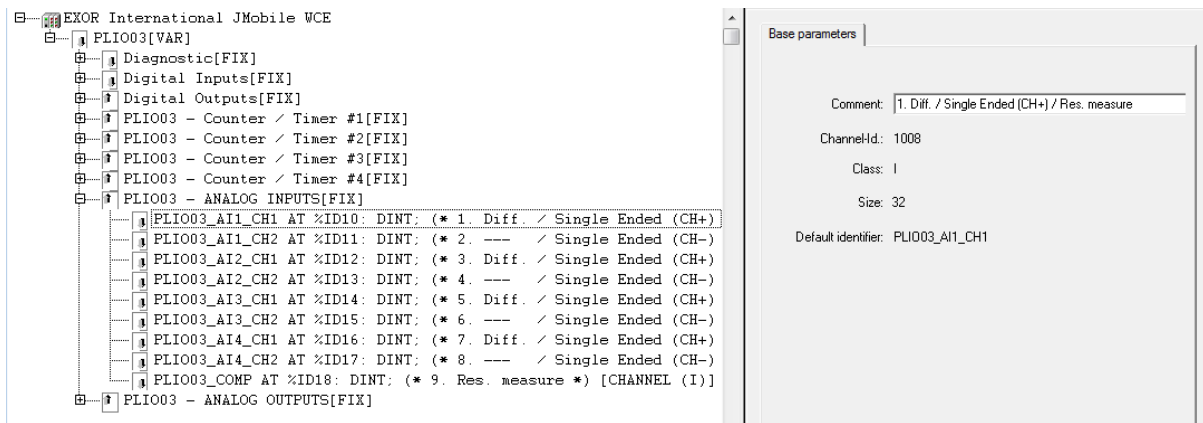 EXOR International JMobile WCE
PLIO03[VAR]
Diagnostic[FIX]
Digital Inputs[FIX]
Digital Outputs[FIX]
PLIO03 - Counter / Timer #1[FIX]
PLIO03 - Counter / Timer #2[FIX]
PLIO03 - Counter / Timer #3[FIX]
PLIO03 - Counter / Timer #4[FIX]
PLIO03 - ANALOG INPUTS[FIX]
PLIO03_AI1_CH1 AT %ID10: DINT; (* 1. Diff. / Single Ended (CH+)
PLIO03_AI1_CH2 AT %ID11: DINT; (* 2. --- / Single Ended (CH-)
PLIO03_AI2_CH1 AT %ID12: DINT; (* 3. Diff. / Single Ended (CH+)
PLIO03_AI2_CH2 AT %ID13: DINT; (* 4. --- / Single Ended (CH-)
PLIO03_AI3_CH1 AT %ID14: DINT; (* 5. Diff. / Single Ended (CH+)
PLIO03_AI3_CH2 AT %ID15: DINT; (* 6. --- / Single Ended (CH-)
PLIO03_AI4_CH1 AT %ID16: DINT; (* 7. Diff. / Single Ended (CH+)
PLIO03_AI4_CH2 AT %ID17: DINT; (* 8. --- / Single Ended (CH-)
PLIO03_COMP AT %ID18: DINT; (* 9. Res. measure *) [CHANNEL (I)]
PLIO03 - ANALOG OUTPUTS[FIX]
Base parameters
Comment: 1. Diff. / Single Ended (CH+) / Res. measure
Channel-Id.: 1008
Class: I
Size: 32
Default identifier: PLIO03_AI1_CH1